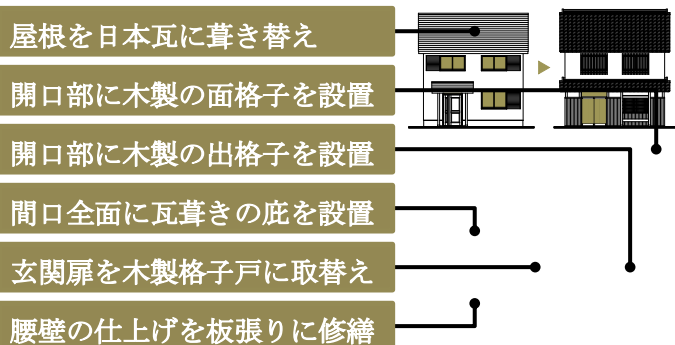 屋根を日本瓦に葺き替え
開口部に木製の面格子を設置
開口部に木製の出格子を設置
間口全面に瓦葺きの庇を設置
玄関扉を木製格子戸に取替え
腰壁の仕上げを板張りに修繕